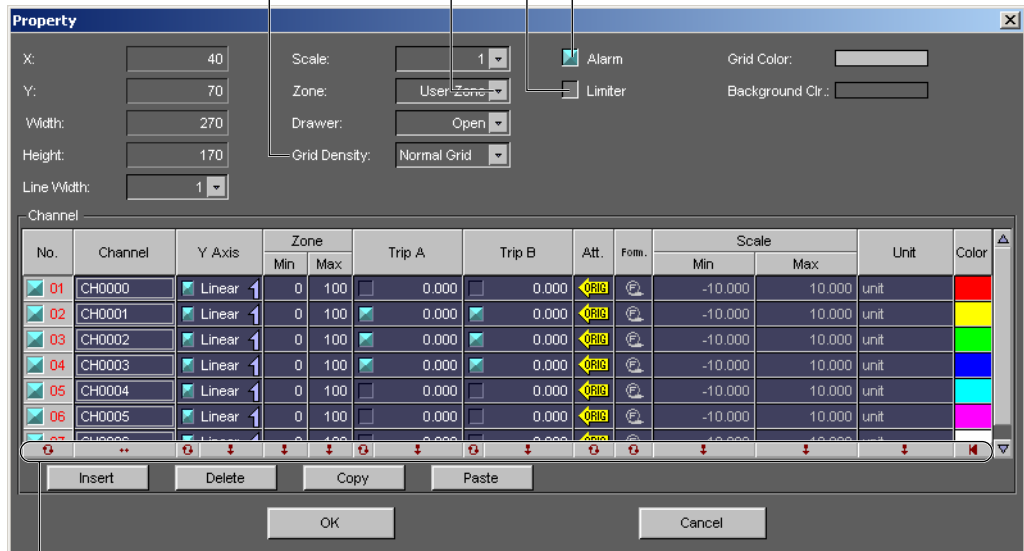 Property
X: 40 Scale: 1 Alarm Grid Color:
Y: 70 Zone: User Zone Limiter Background Clr.:
Width: 270 Drawer: Open
Height: 170 Grid Density: Normal Grid
Line Width: 1
Channel
No. Channel Y Axis Zone Trip A Trip B Att. Form. Scale Unit Color
Min Max Min Max
01 CH0000 Linear 0 100 0.000 0.000 ORIG F -10.000 10.000 unit
02 CH0001 Linear 0 100 0.000 0.000 ORIG F -10.000 10.000 unit
03 CH0002 Linear 0 100 0.000 0.000 ORIG F -10.000 10.000 unit
04 CH0003 Linear 0 100 0.000 0.000 ORIG F -10.000 10.000 unit
05 CH0004 Linear 0 100 0.000 0.000 ORIG F -10.000 10.000 unit
06 CH0005 Linear 0 100 0.000 0.000 ORIG F -10.000 10.000 unit
Insert Delete Copy Paste
OK Cancel